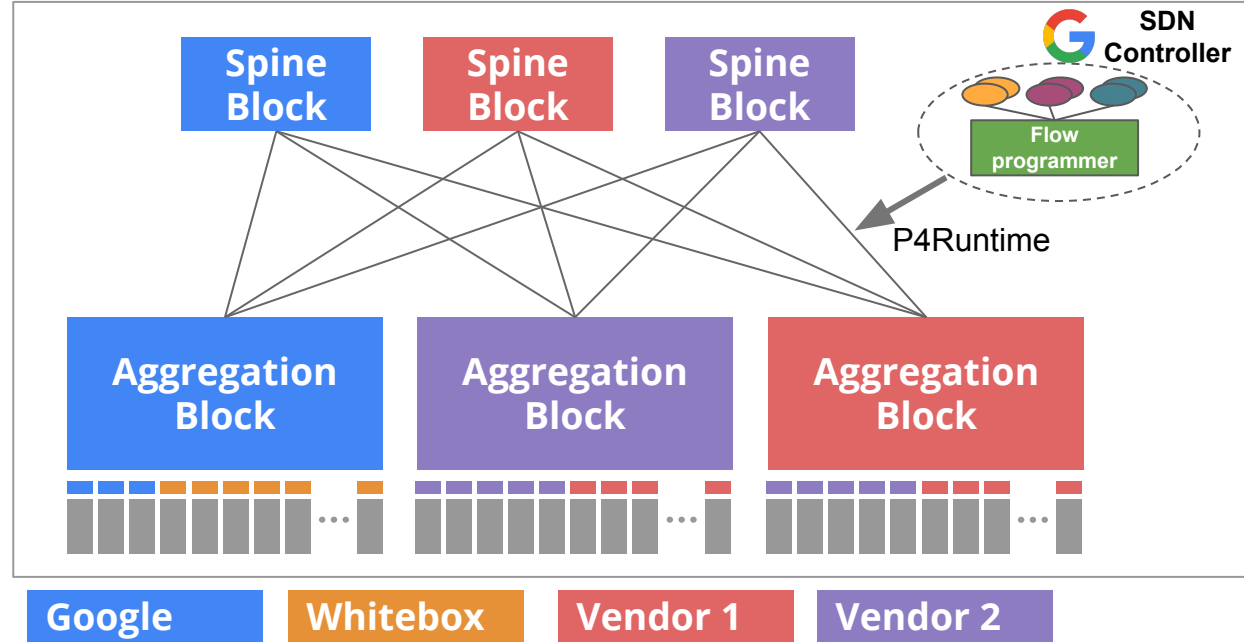 Spine
Block
Spine
Block
Spine
Block
SDN
Controller
Flow
programmer
P4Runtime
Aggregation
Block
Aggregation
Block
Aggregation
Block
Google
Whitebox
Vendor 1
Vendor 2